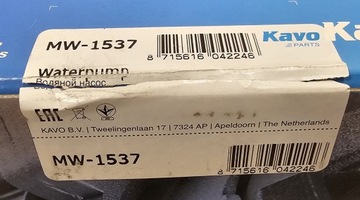 MW-1537
8 715616 042246
Kavo
PARTS
Waterpump
Водяной насос
EAC
KAVO B.V. | Tweelingenlaan 17 | 7324 AP | Apeldoorn | The Netherlands
MW-1537
8 715616 042246